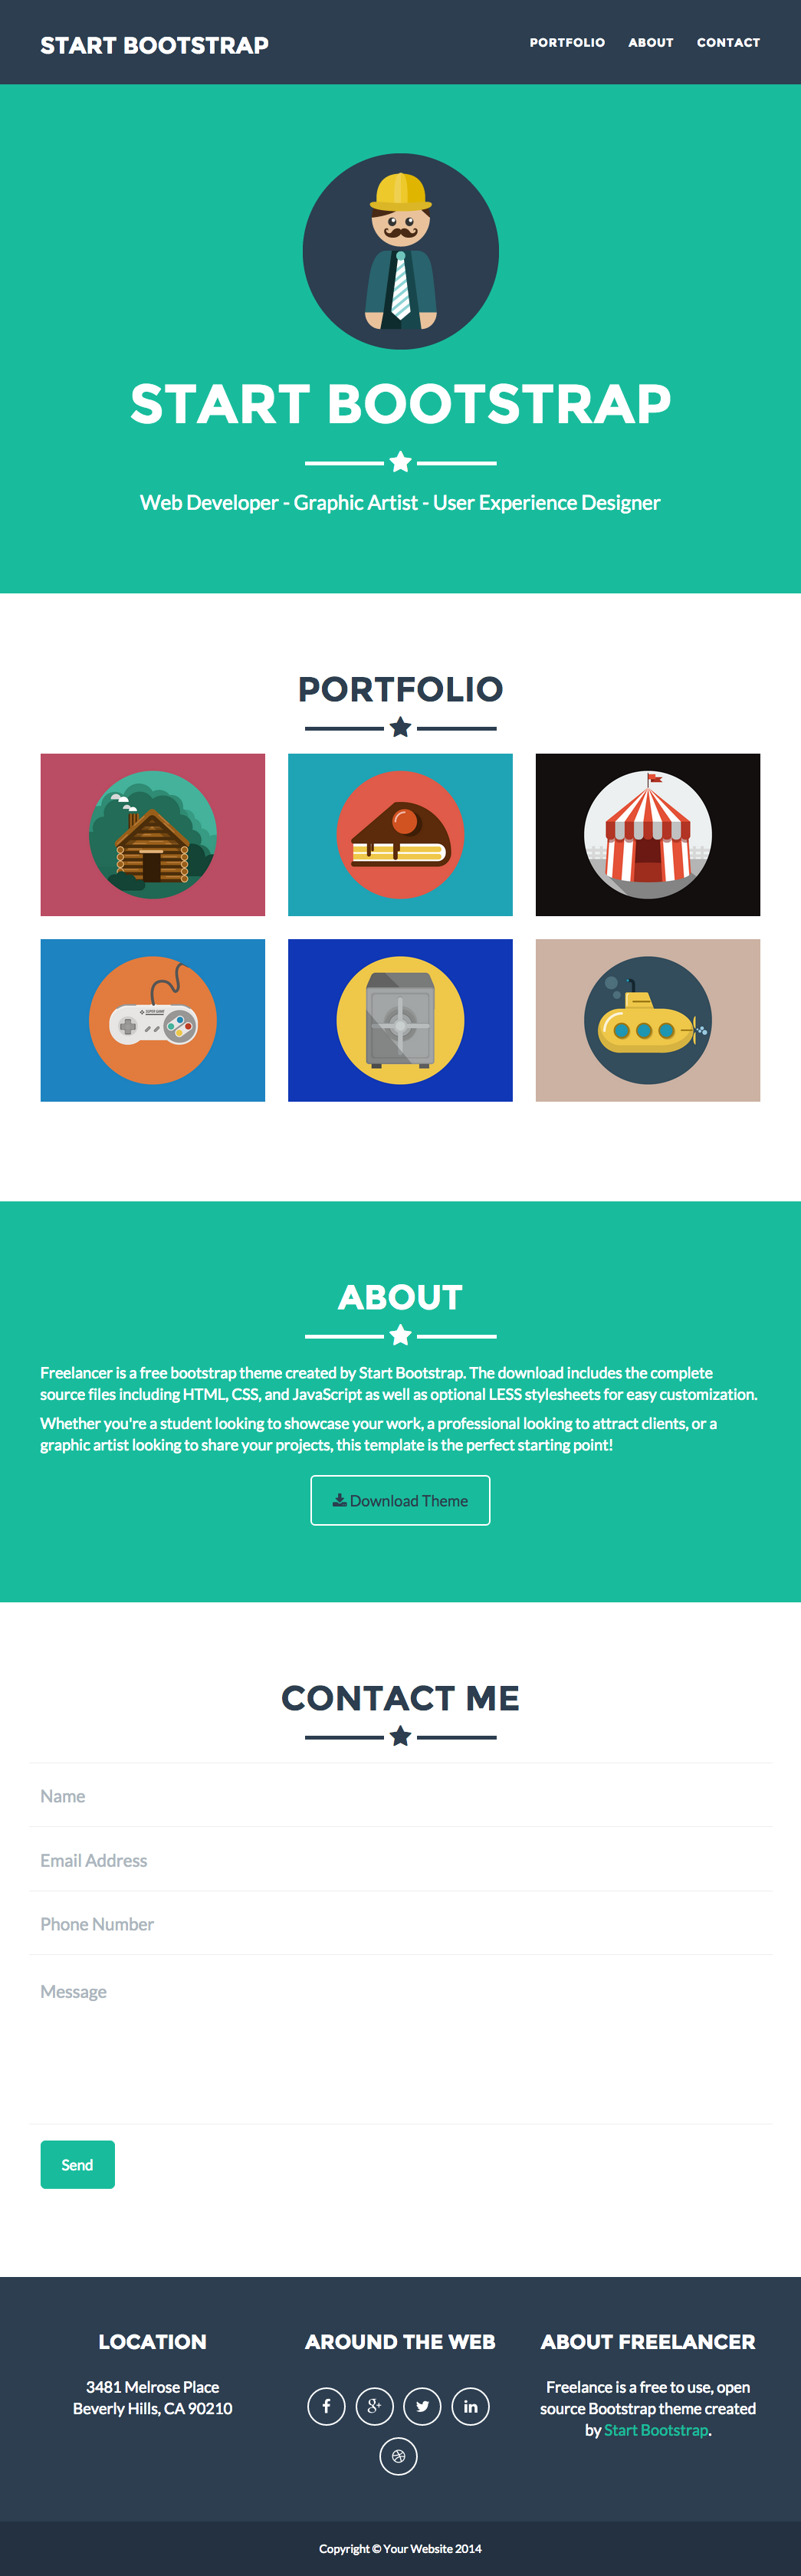 START BOOTSTRAP
PORTFOLIO ABOUT CONTACT
START BOOTSTRAP
Web Developer - Graphic Artist - User Experience Designer
PORTFOLIO
ABOUT
Freelancer is a free bootstrap theme created by Start Bootstrap. The download includes the complete
source files including HTML, CSS, and JavaScript as well as optional LESS stylesheets for easy customization.
Whether you're a student looking to showcase your work, a professional looking to attract clients, or a
graphic artist looking to share your projects, this template is the perfect starting point!
Download Theme
CONTACT ME
Name
Email Address
Phone Number
Message
Send
LOCATION
3481 Melrose Place
Beverly Hills, CA 90210
AROUND THE WEB
ABOUT FREELANCER
Freelance is a free to use, open
source Bootstrap theme created
by Start Bootstrap.
Copyright © Your Website 2014